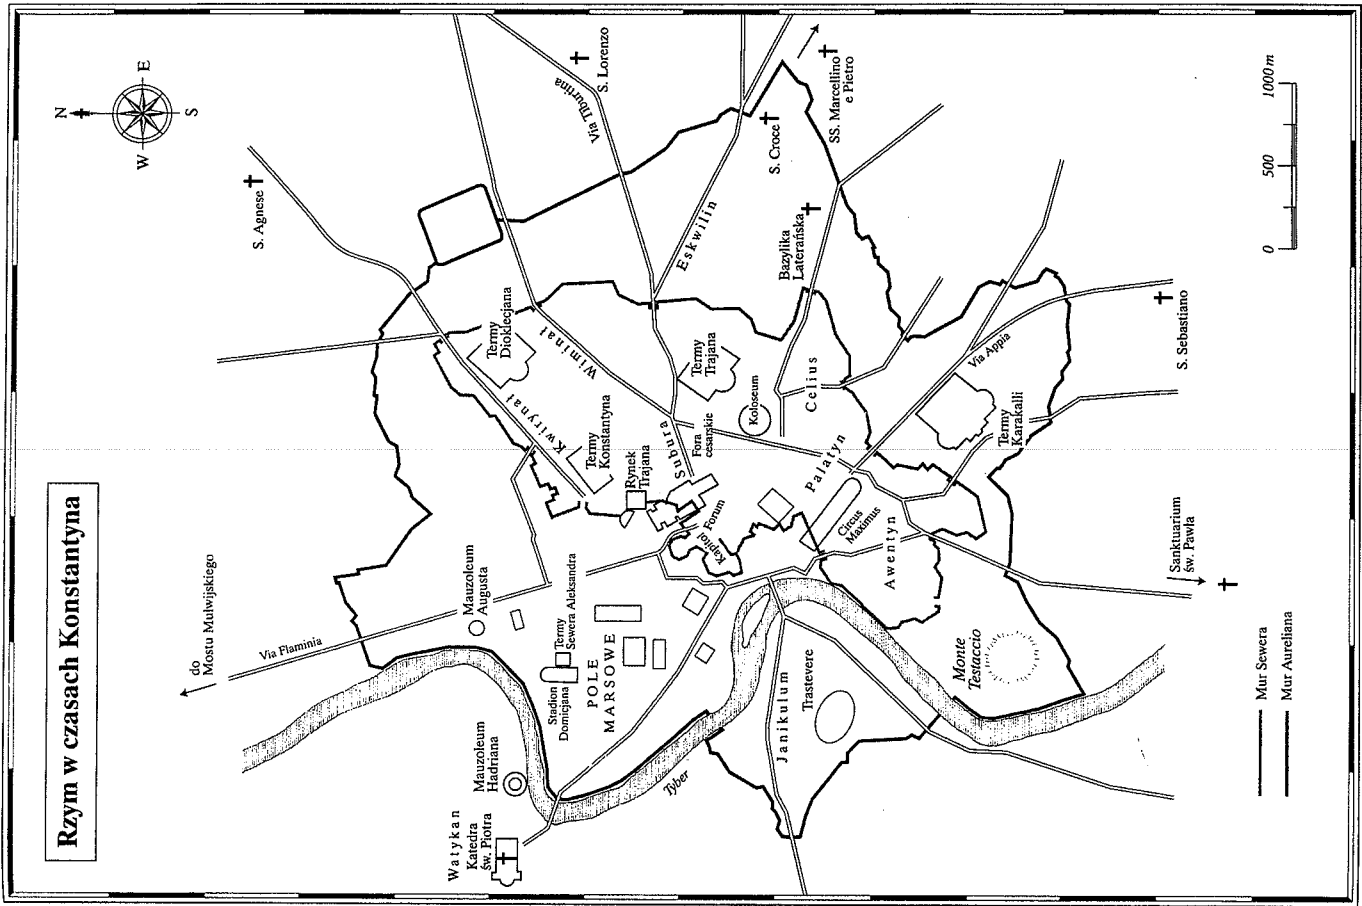 Rzym w czasach Konstantyna
N
E
S
W
do
Mostu Mulwijskiego
Via Flaminia
S. Agnese
Via Tiburtina
S. Lorenzo
SS. Marcellino
e Pietro
S. Croce
Eskwilin
Bazylika
Laterańska
Termy
Dioklecjana
Wiminał
Kwirynał
Termy
Konstantyna
Rynek
Trajana
Subura
Fora
cesarskie
Termy
Trajana
Koloseum
Celius
Via Appia
S. Sebastiano
Termy
Karakalli
Palatyn
Forum
Kapitol
Circus
Maximus
Awentyn
Sanktuarium
św. Pawła
Mauzoleum
Augusta
Termy
Sewera Aleksandra
Stadion
Domicjana
POLE
MARSOWE
Mauzoleum
Hadriana
Watykan
Katedra
św. Piotra
Tyber
Janikulum
Trastevere
Monte
Testaccio
0 500 1000 m
Mur Sewera
Mur Aureliana